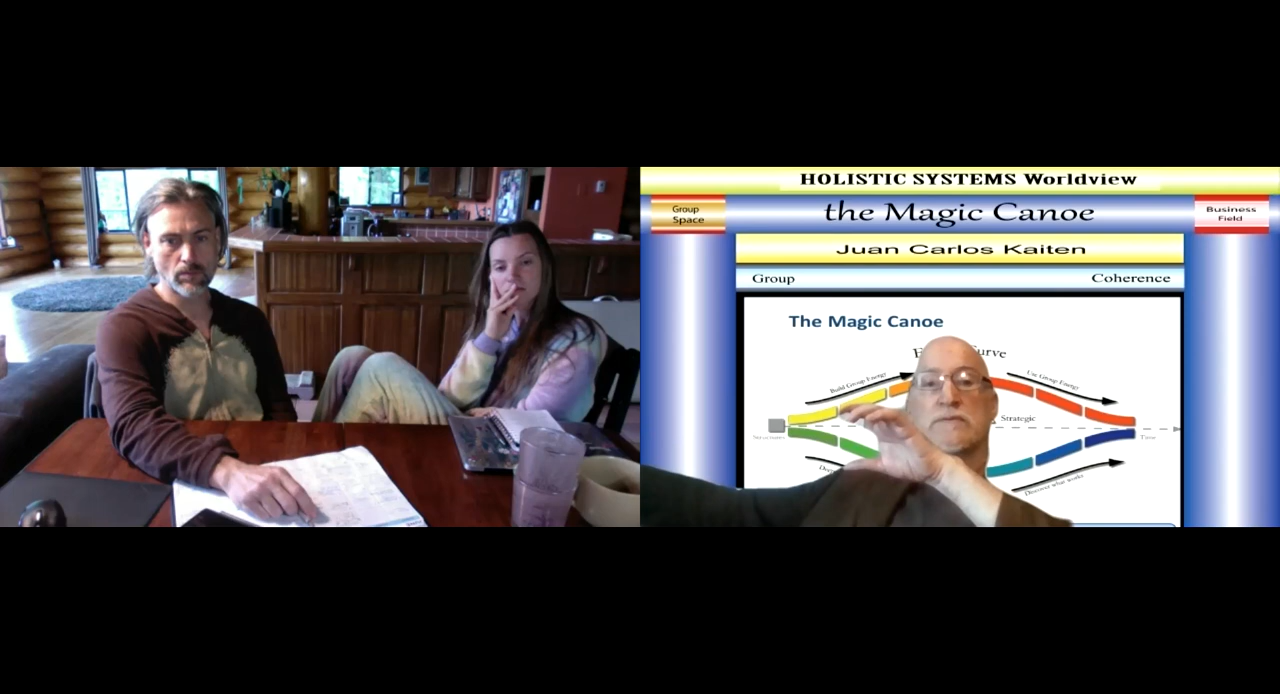 HOLISTIC SYSTEMS Worldview
Group
Space
the Magic Canoe
Business
Field
Juan Carlos Kaiten
Group
Coherence
The Magic Canoe
Build Group Energy
Use Group Energy
Strategic
Time
Discover what works